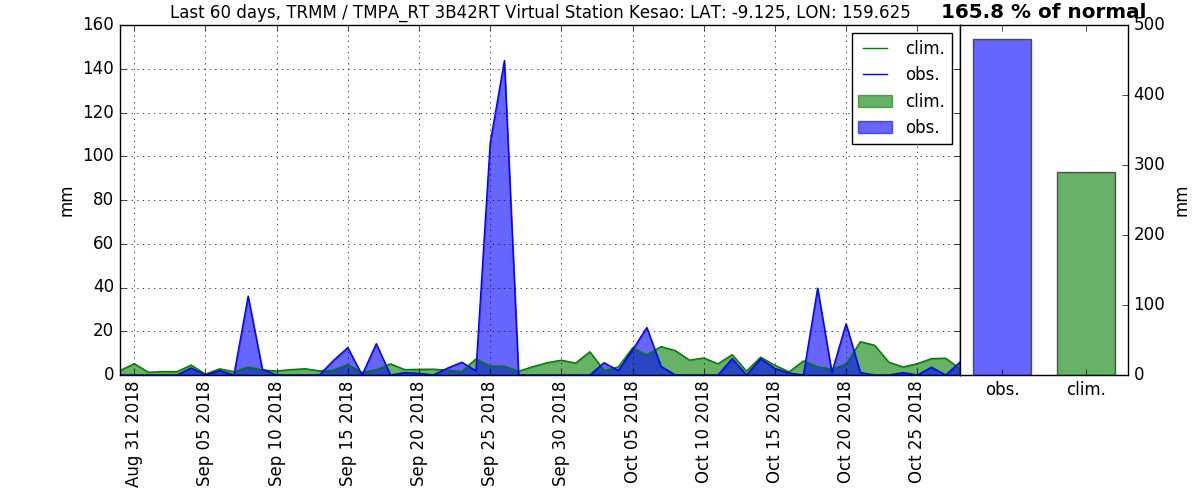 Last 60 days, TRMM / TMPA_RT 3B42RT Virtual Station Kesao: LAT: -9.125, LON: 159.625
165.8 % of normal
160
140
120
100
80
60
40
20
0
mm
clim.
obs.
clim.
obs.
Aug 31 2018
Sep 05 2018
Sep 10 2018
Sep 15 2018
Sep 20 2018
Sep 25 2018
Sep 30 2018
Oct 05 2018
Oct 10 2018
Oct 15 2018
Oct 20 2018
Oct 25 2018
500
400
300
200
100
0
mm
obs.
clim.